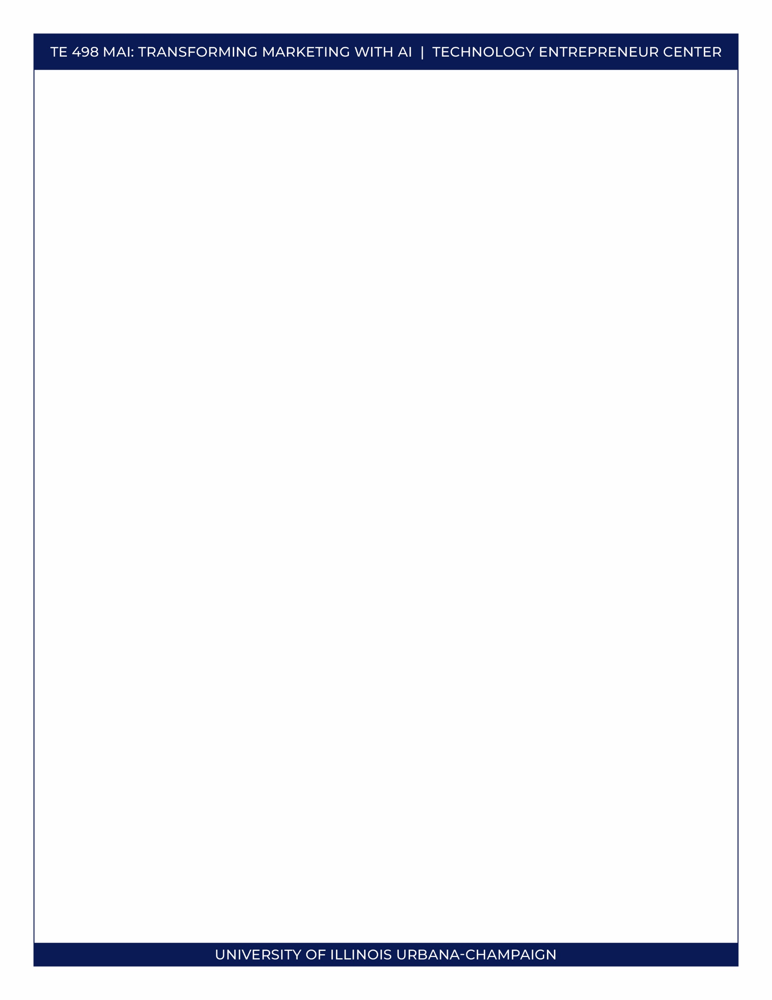 TE 498 MAI: TRANSFORMING MARKETING WITH AI | TECHNOLOGY ENTREPRENEUR CENTER
UNIVERSITY OF ILLINOIS URBANA-CHAMPAIGN